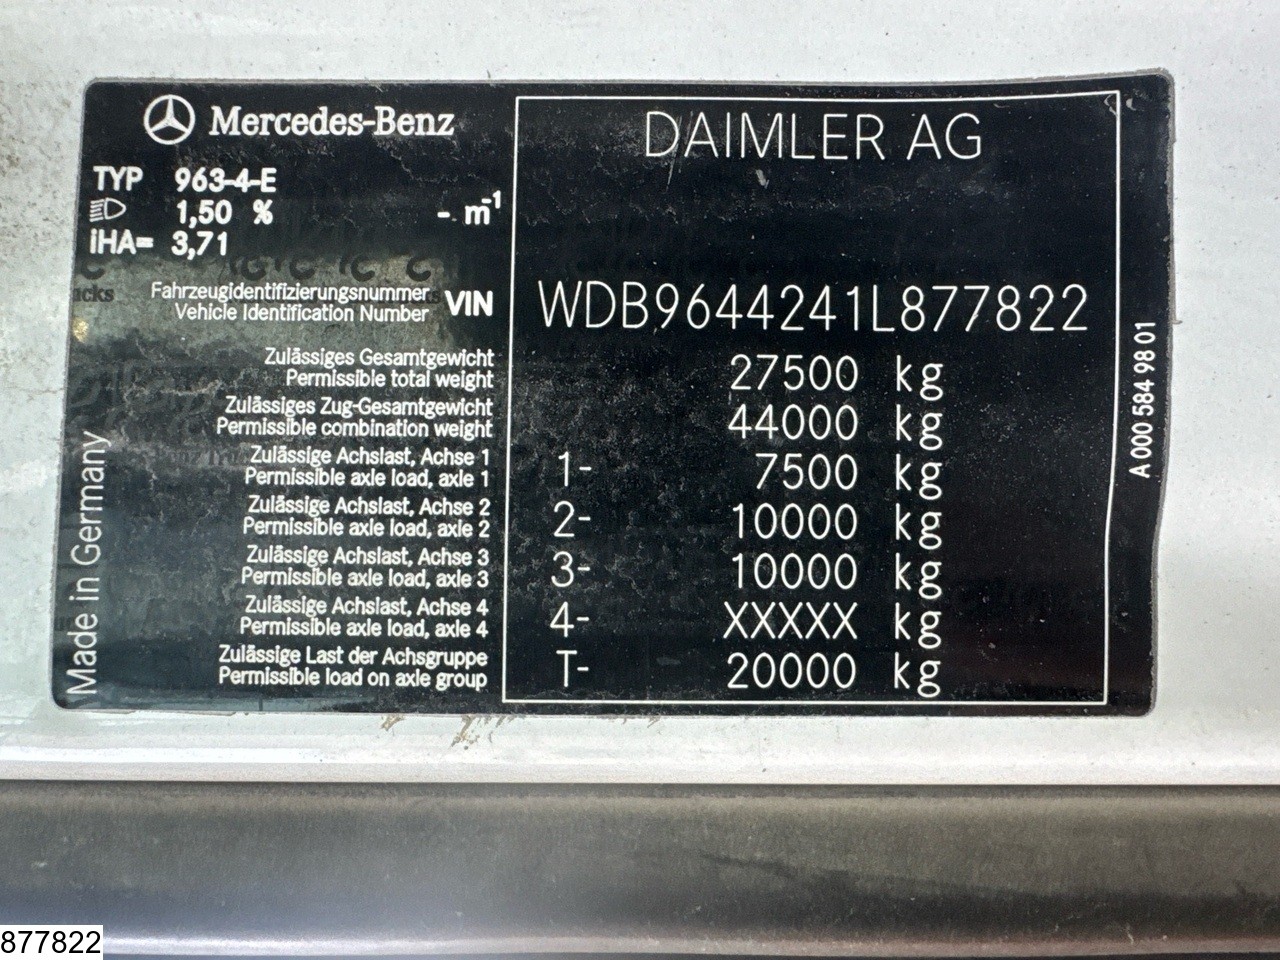 Mercedes-Benz
DAIMLER AG
TYP 963-4-E
1,50 % - m-1
iHA= 3,71
Fahrzeugidentifizierungsnummer
Vehicle Identification Number
VIN WDB9644241L877822
Zulässiges Gesamtgewicht
Permissible total weight
27500 kg
Zulässiges Zug-Gesamtgewicht
Permissible combination weight
44000 kg
Zulässige Achslast, Achse 1
Permissible axle load, axle 1
1- 7500 kg
Zulässige Achslast, Achse 2
Permissible axle load, axle 2
2- 10000 kg
Zulässige Achslast, Achse 3
Permissible axle load, axle 3
3- 10000 kg
Zulässige Achslast, Achse 4
Permissible axle load, axle 4
4- XXXXX kg
Zulässige Last der Achsgruppe
Permissible load on axle group
T- 20000 kg
Made in Germany
A 000 584 98 01
877822